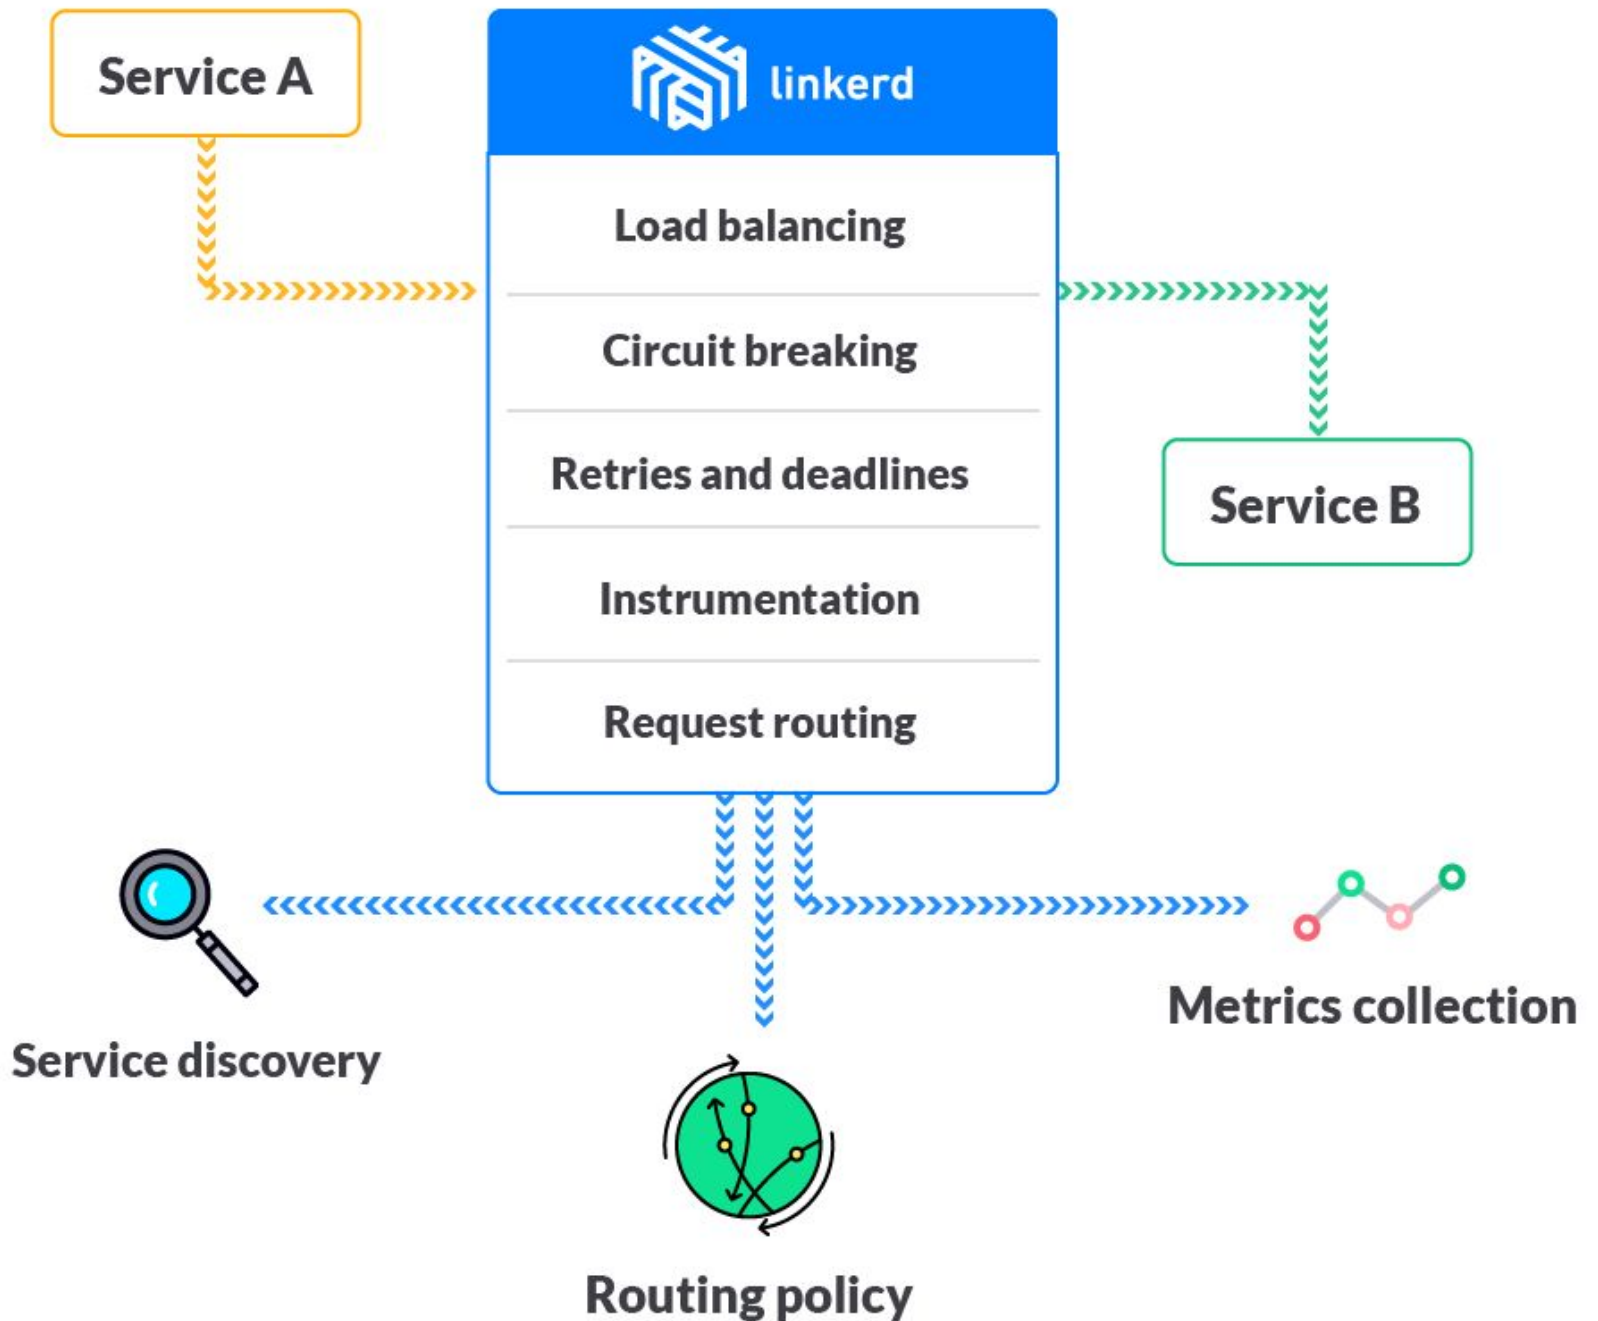 Service A
linkerd
Load balancing
Circuit breaking
Retries and deadlines
Instrumentation
Request routing
Service B
Service discovery
Metrics collection
Routing policy